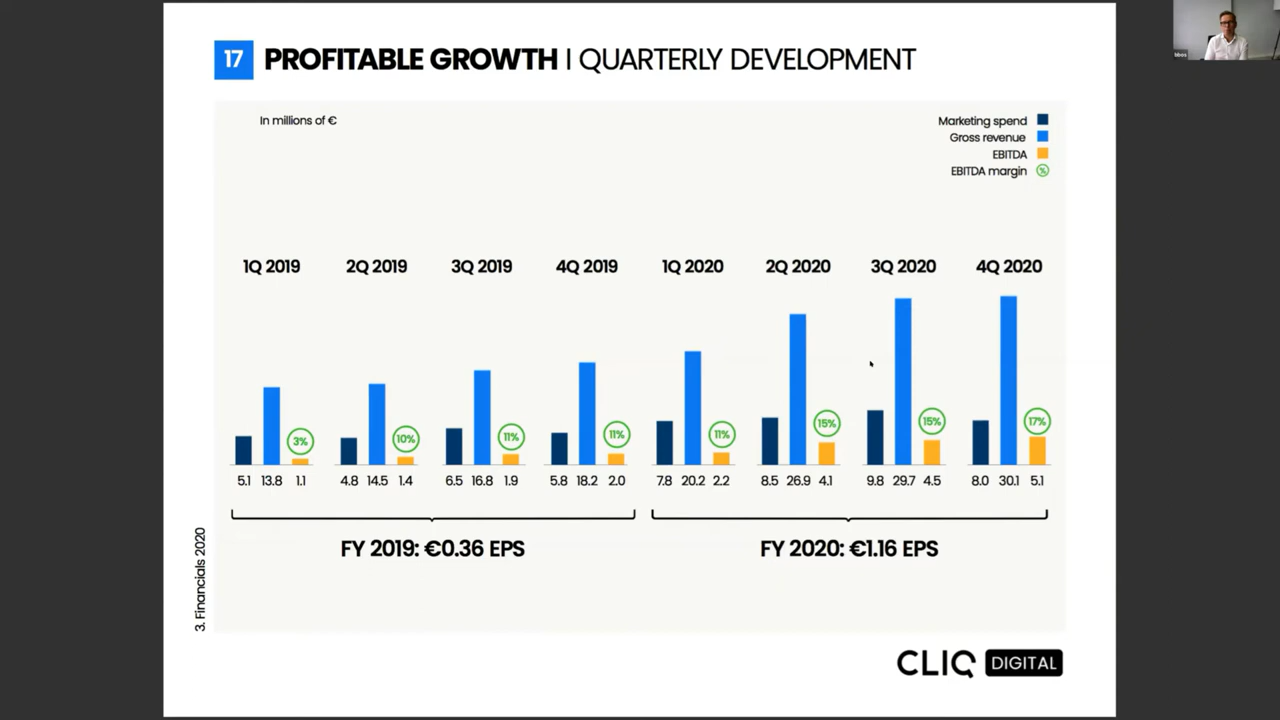 17 PROFITABLE GROWTH | QUARTERLY DEVELOPMENT
In millions of €
Marketing spend
Gross revenue
EBITDA
EBITDA margin %
1Q 2019 2Q 2019 3Q 2019 4Q 2019 1Q 2020 2Q 2020 3Q 2020 4Q 2020
3% 10% 11% 11% 11% 15% 15% 17%
5.1 13.8 1.1 4.8 14.5 1.4 6.5 16.8 1.9 5.8 18.2 2.0 7.8 20.2 2.2 8.5 26.9 4.1 9.8 29.7 4.5 8.0 30.1 5.1
FY 2019: €0.36 EPS FY 2020: €1.16 EPS
3. Financials 2020
CLIQ DIGITAL